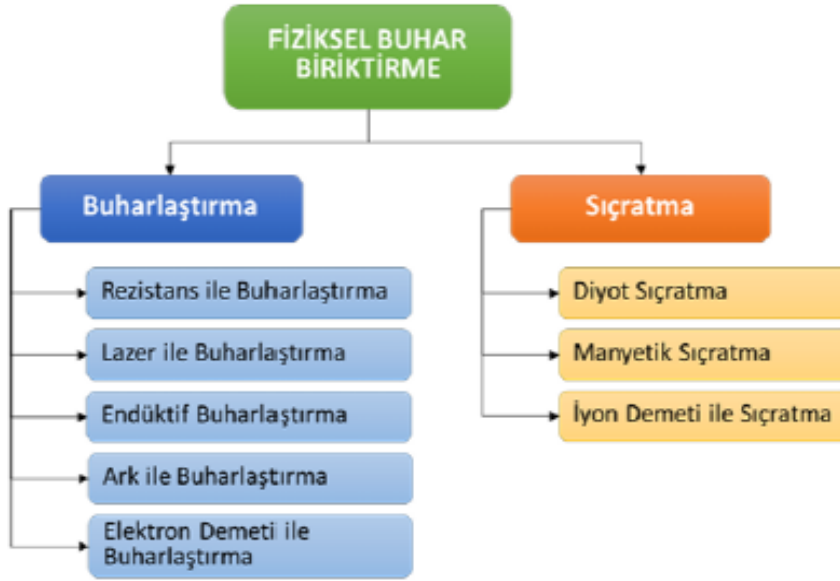 FİZİKSEL BUHAR
BİRİKTİRME
Buharlaştırma
Rezistans ile Buharlaştırma
Lazer ile Buharlaıştırma
Endüktif Buharlaştırma
Ark ile Buharlaştırma
Elektron Demeti ile
Buharlaştırma
Sıçratma
Diyot Sıçratma
Manyetik Sıçratma
İyon Demeti ile Sıçratma